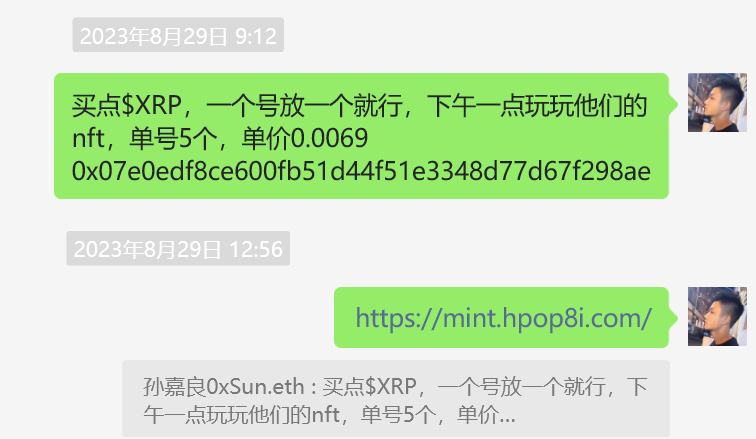 2023年8月29日 9:12
买点$XRP，一个号放一个就行，下午一点玩玩他们的
nft，单号5个，单价0.0069
0x07e0edf8ce600fb51d44f51e3348d77d67f298ae
2023年8月29日 12:56
https://mint.hpop8i.com/
孙嘉良0xSun.eth : 买点$XRP，一个号放一个就行，下
午一点玩玩他们的nft，单号5个，单价...